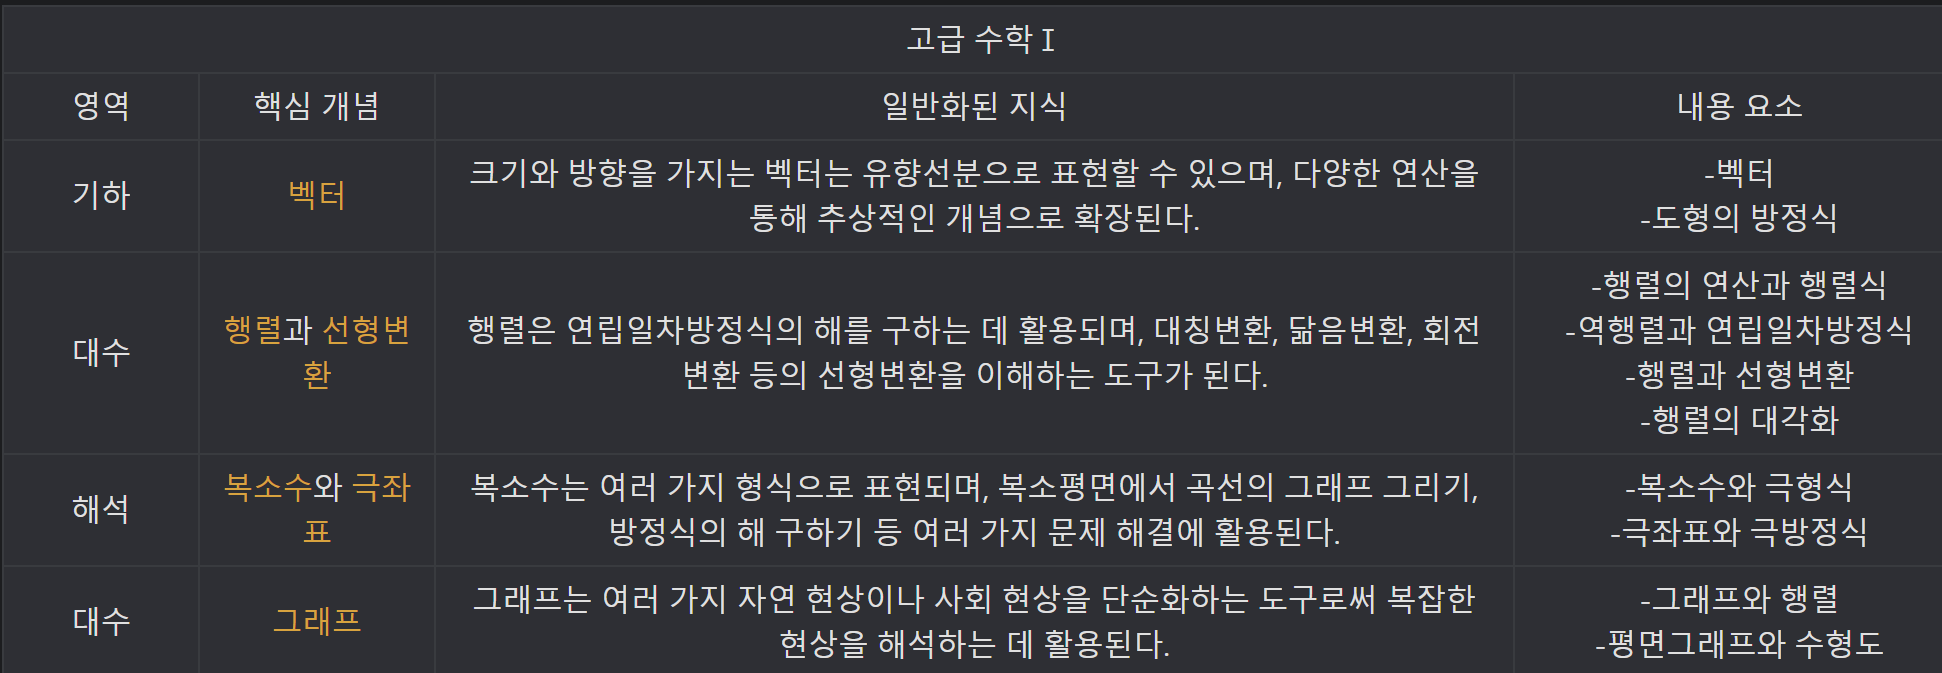 고급 수학 I
영역
핵심 개념
일반화된 지식
내용 요소
기하
벡터
크기와 방향을 가지는 벡터는 유향선분으로 표현할 수 있으며, 다양한 연산을
통해 추상적인 개념으로 확장된다.
-벡터
-도형의 방정식
대수
행렬과 선형변
환
행렬은 연립일차방정식의 해를 구하는 데 활용되며, 대칭변환, 닮음변환, 회전
변환 등의 선형변환을 이해하는 도구가 된다.
-행렬의 연산과 행렬식
-역행렬과 연립일차방정식
-행렬과 선형변환
-행렬의 대각화
해석
복소수와 극좌
표
복소수는 여러 가지 형식으로 표현되며, 복소평면에서 곡선의 그래프 그리기,
방정식의 해 구하기 등 여러 가지 문제 해결에 활용된다.
-복소수와 극형식
-극좌표와 극방정식
대수
그래프
그래프는 여러 가지 자연 현상이나 사회 현상을 단순화하는 도구로써 복잡한
현상을 해석하는 데 활용된다.
-그래프와 행렬
-평면그래프와 수형도